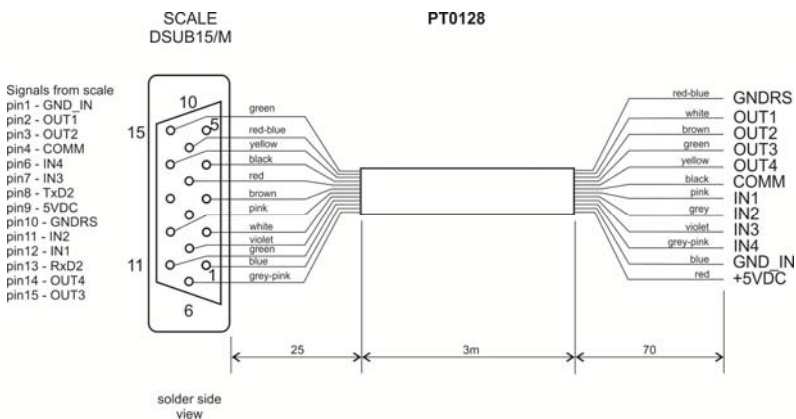 SCALE
DSUB15/M
PT0128
Signals from scale
pin1 - GND_IN
pin2 - OUT1
pin3 - OUT2
pin4 - COMM
pin6 - IN4
pin7 - IN3
pin8 - TxD2
pin9 - 5VDC
pin10 - GNDRS
pin11 - IN2
pin12 - IN1
pin13 - RxD2
pin14 - OUT4
pin15 - OUT3
10
15
5
11
1
6
green
red-blue
yellow
black
red
brown
pink
white
violet
green
blue
grey-pink
red-blue GNDRS
white OUT1
brown OUT2
green OUT3
yellow OUT4
black COMM
pink IN1
grey IN2
violet IN3
grey-pink IN4
blue GND_IN
red +5VDC
25
3m
70
solder side
view